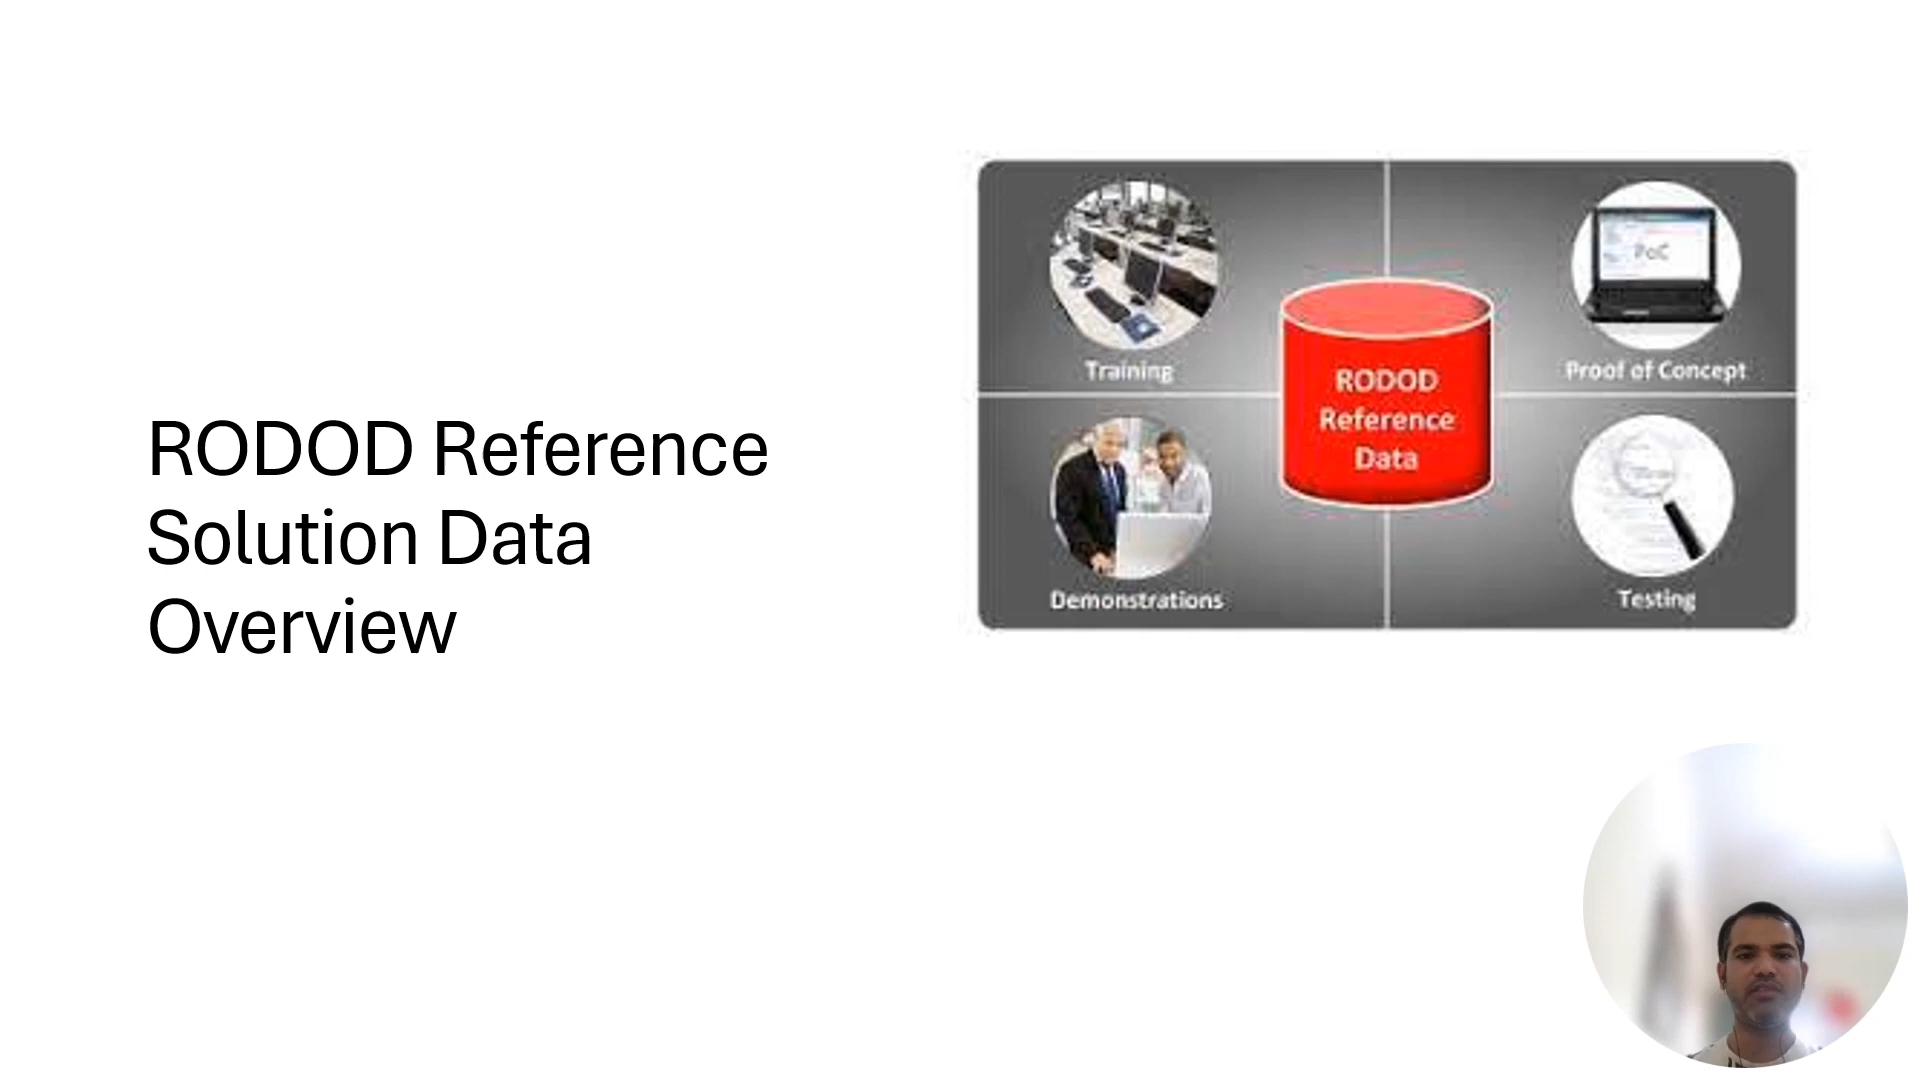 RODOD Reference
Solution Data
Overview
Training
PoC
Proof of Concept
RODOD
Reference
Data
Demonstrations
Testing